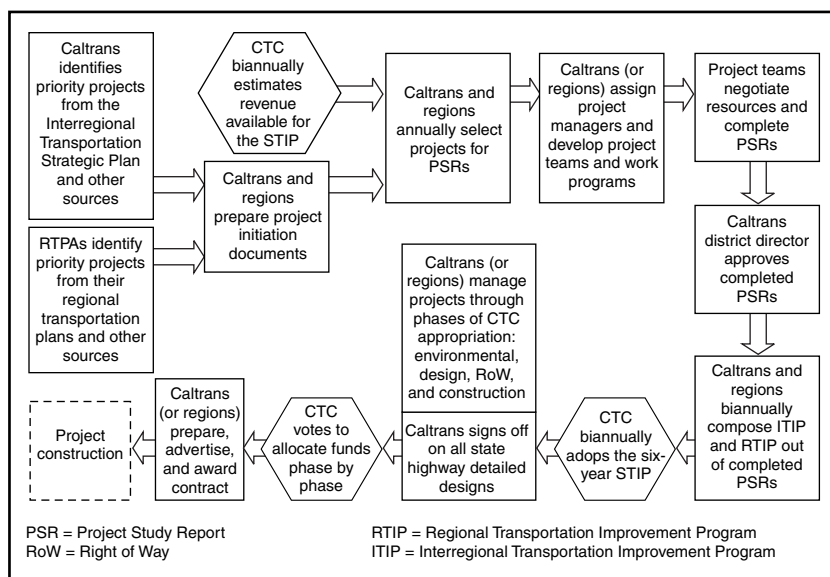 Caltrans
identifies
priority projects
from the
Interregional
Transportation
Strategic Plan
and other
sources
CTC
biannually
estimates
revenue
available for
the STIP
Caltrans and
regions
annually select
projects for
PSRs
Caltrans (or
regions) assign
project
managers and
develop project
teams and work
programs
Project teams
negotiate
resources and
complete
PSRs
RTPAs identify
priority projects
from their
regional
transportation
plans and other
sources
Caltrans and
regions
prepare project
initiation
documents
Caltrans
district director
approves
completed
PSRs
Caltrans (or
regions) manage
projects through
phases of CTC
appropriation:
environmental,
design, RoW,
and construction
Caltrans and
regions
biannually
compose ITIP
and RTIP out
of completed
PSRs
CTC
biannually
adops the six-
year STIP
Caltrans signs off
on all state
highway detailed
designs
CTC
votes to
allocate funds
phase by
phase
Caltrans
(or regions)
prepare,
advertise,
and award
contract
Project
construction
PSR = Project Study Report
RoW = Right of Way
RTIP = Regional Transportation Improvement Program
ITIP = Interregional Transportation Improvement Program